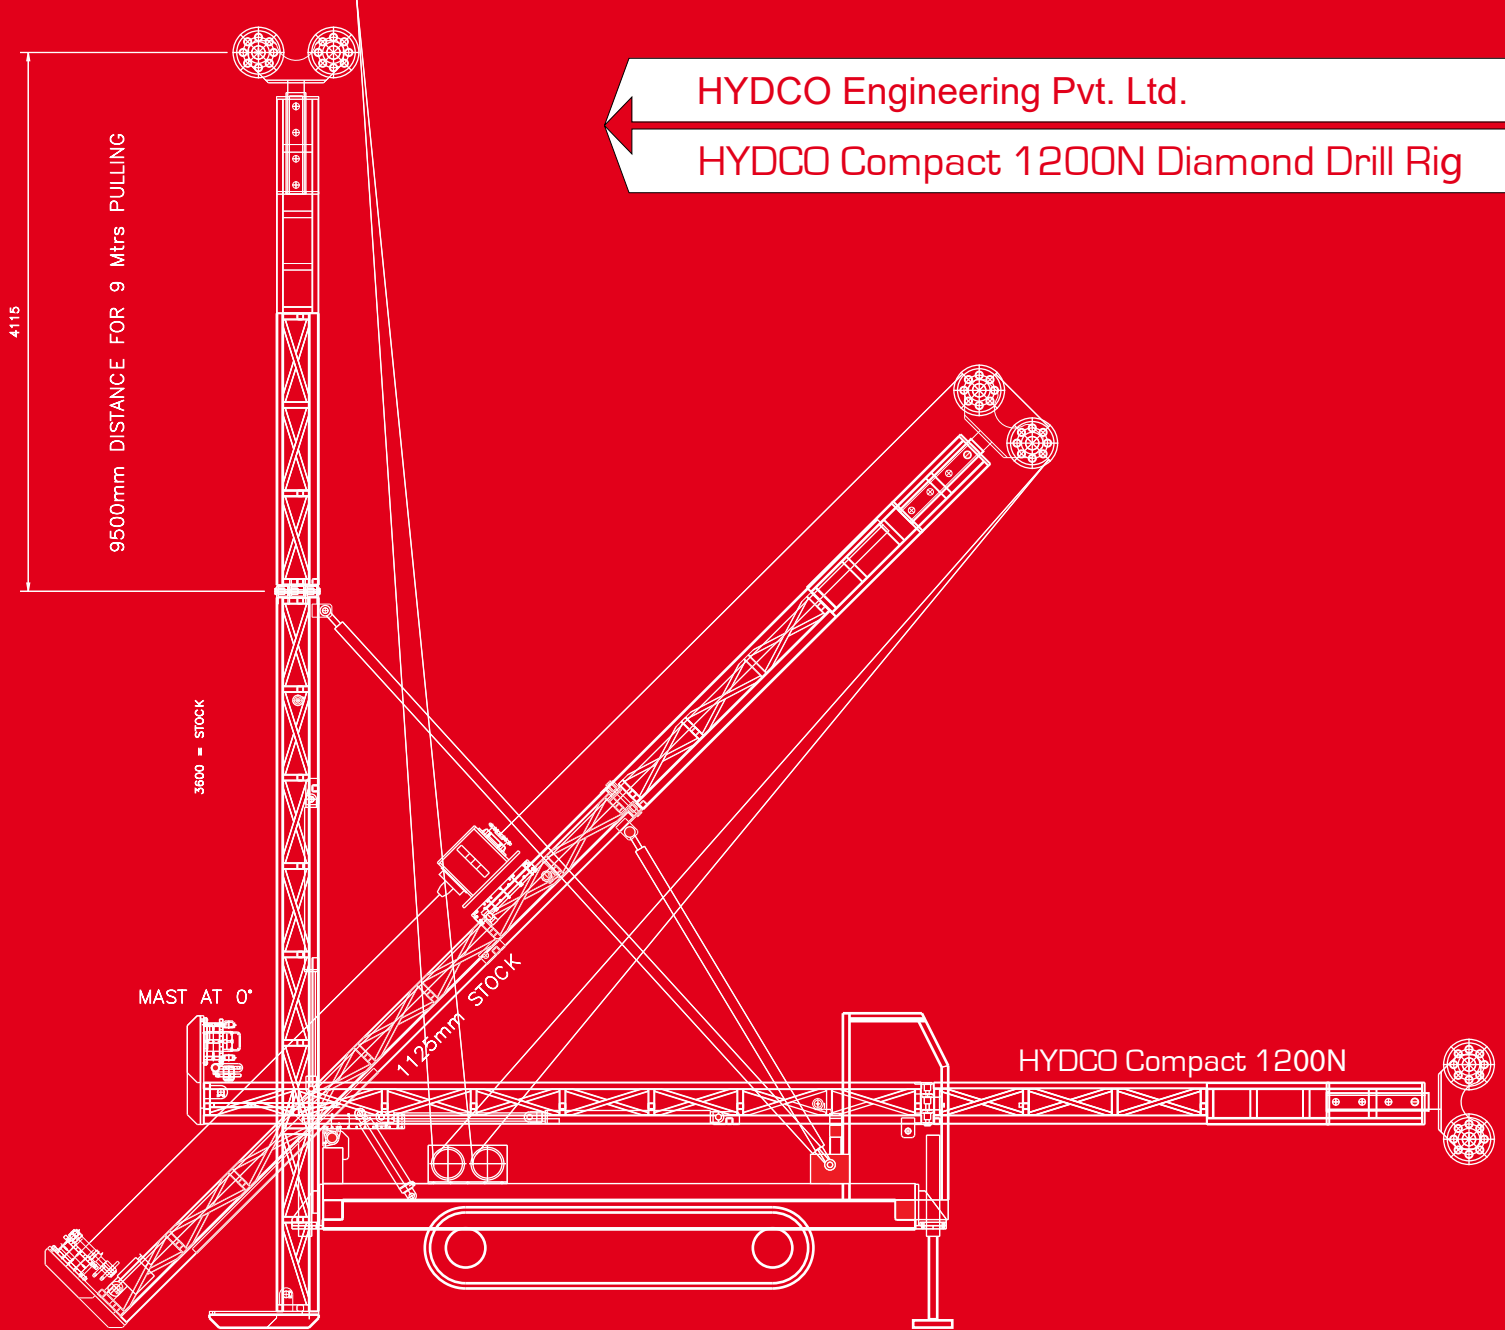 HYDCO Engineering Pvt. Ltd.
HYDCO Compact 1200N Diamond Drill Rig
4115
9500mm DISTANCE FOR 9 Mtrs PULLING
3600 = STOCK
MAST AT 0°
1125mm STOCK
HYDCO Compact 1200N